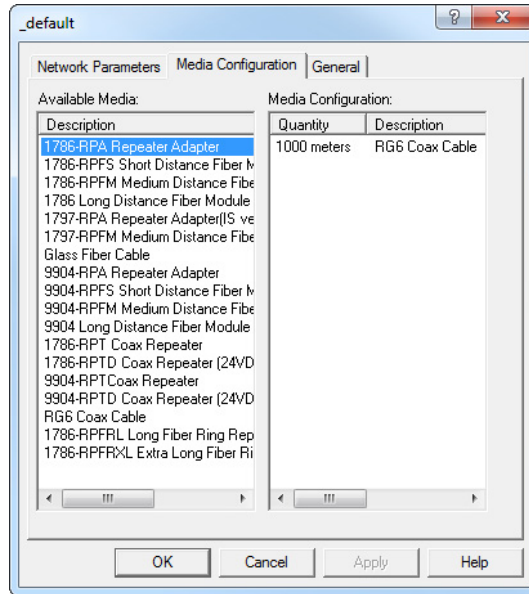 _default
Network Parameters Media Configuration General
Available Media:
Description
1786-RPA Repeater Adapter
1786-RPFS Short Distance Fiber M
1786-RPFM Medium Distance Fibe
1786 Long Distance Fiber Module
1797-RPA Repeater Adapter(IS ve
1797-RPFM Medium Distance Fibe
Glass Fiber Cable
9904-RPA Repeater Adapter
9904-RPFS Short Distance Fiber M
9904-RPFM Medium Distance Fibe
9904 Long Distance Fiber Module
1786-RPT Coax Repeater
1786-RPTD Coax Repeater (24VD
9904-RPTCoax Repeater
9904-RPTD Coax Repeater (24VD
RG6 Coax Cable
1786-RPFRL Long Fiber Ring Rep
1786-RPFRXL Extra Long Fiber Ri
Media Configuration:
Quantity Description
1000 meters RG6 Coax Cable
OK Cancel Apply Help